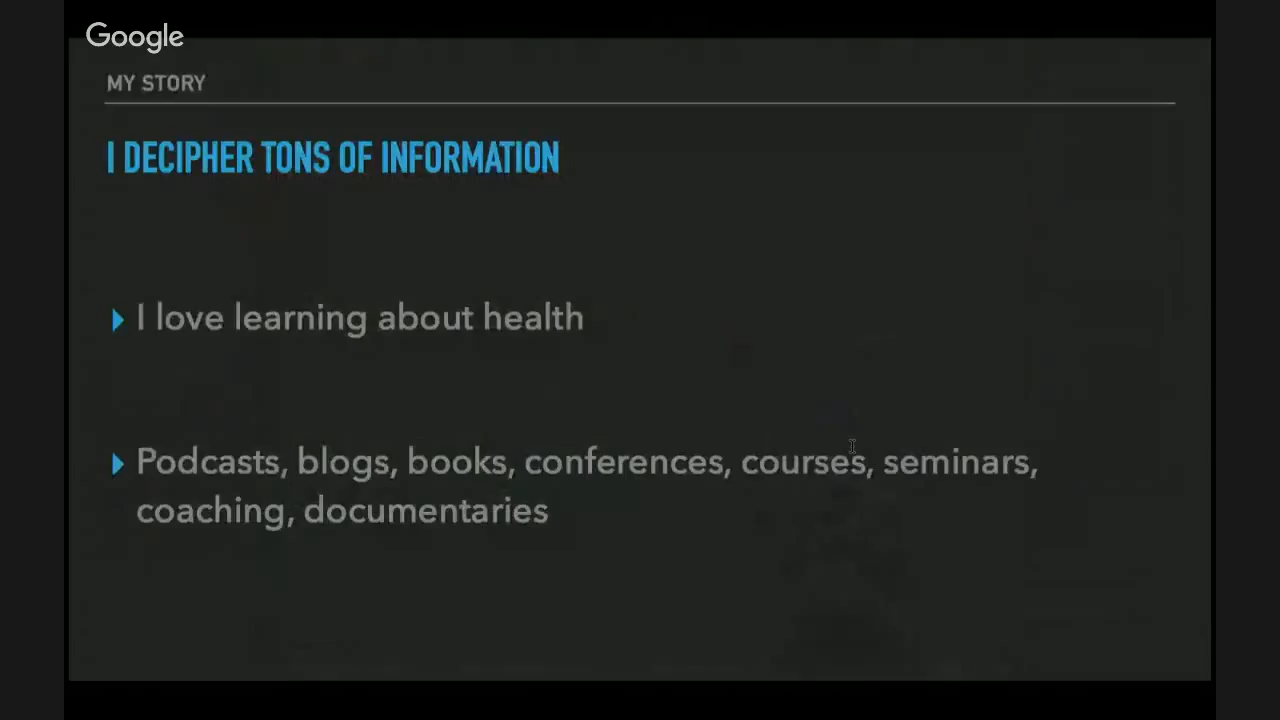 Google
MY STORY
I DECIPHER TONS OF INFORMATION
I love learning about health
Podcasts, blogs, books, conferences, courses, seminars,
coaching, documentaries